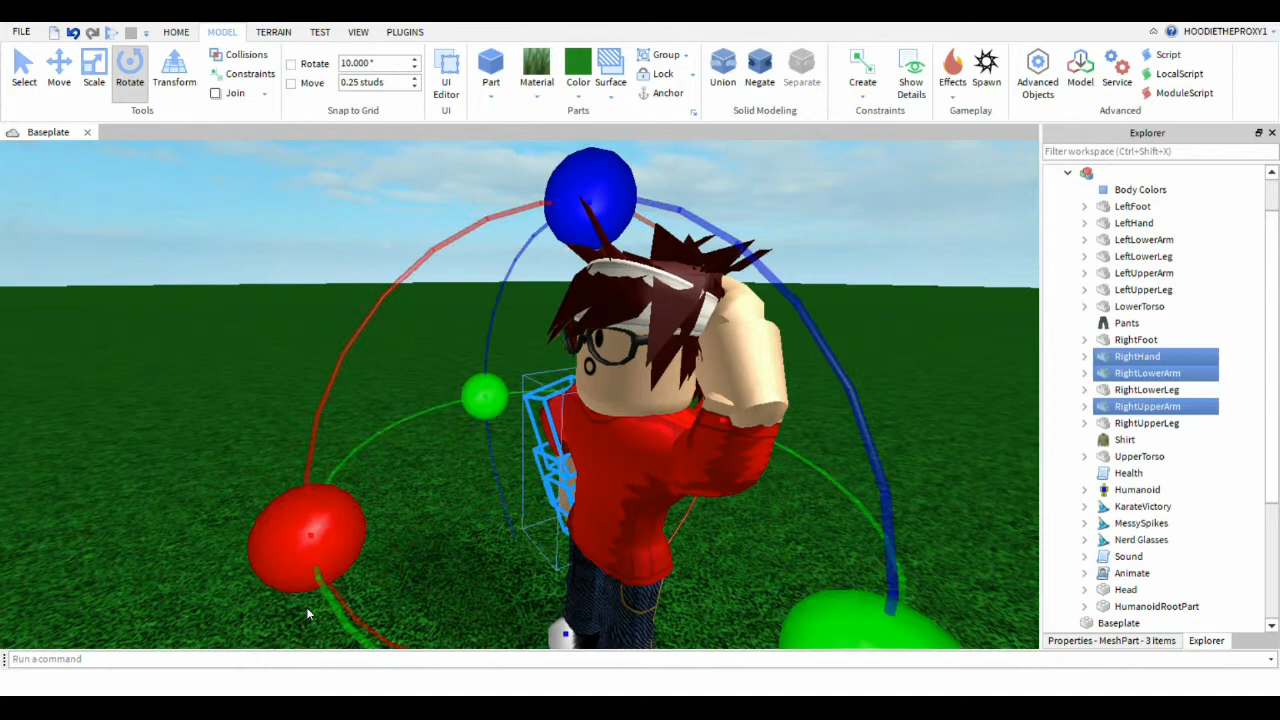 FILE HOME MODEL TERRAIN TEST VIEW PLUGINS HOODIETHEPROXY1
Select Move Scale Rotate Transform
Collisions
Constraints
Join
Tools
Rotate 10.000 °
Move 0.25 studs
Snap to Grid
UI
Editor
UI
Part Material Color Surface
Group
Lock
Anchor
Parts
Union Negate Separate
Solid Modeling
Create Show
Details
Constraints
Effects Spawn
Gameplay
Advanced
Objects Model Service
Script
LocalScript
ModuleScript
Advanced
Baseplate
Explorer
Filter workspace (Ctrl+Shift+X)
Body Colors
LeftFoot
LeftHand
LeftLowerArm
LeftLowerLeg
LeftUpperArm
LeftUpperLeg
LowerTorso
Pants
RightFoot
RightHand
RightLowerArm
RightLowerLeg
RightUpperArm
RightUpperLeg
Shirt
UpperTorso
Health
Humanoid
KarateVictory
MessySpikes
Nerd Glasses
Sound
Animate
Head
HumanoidRootPart
Baseplate
Properties - MeshPart - 3 items Explorer
Run a command